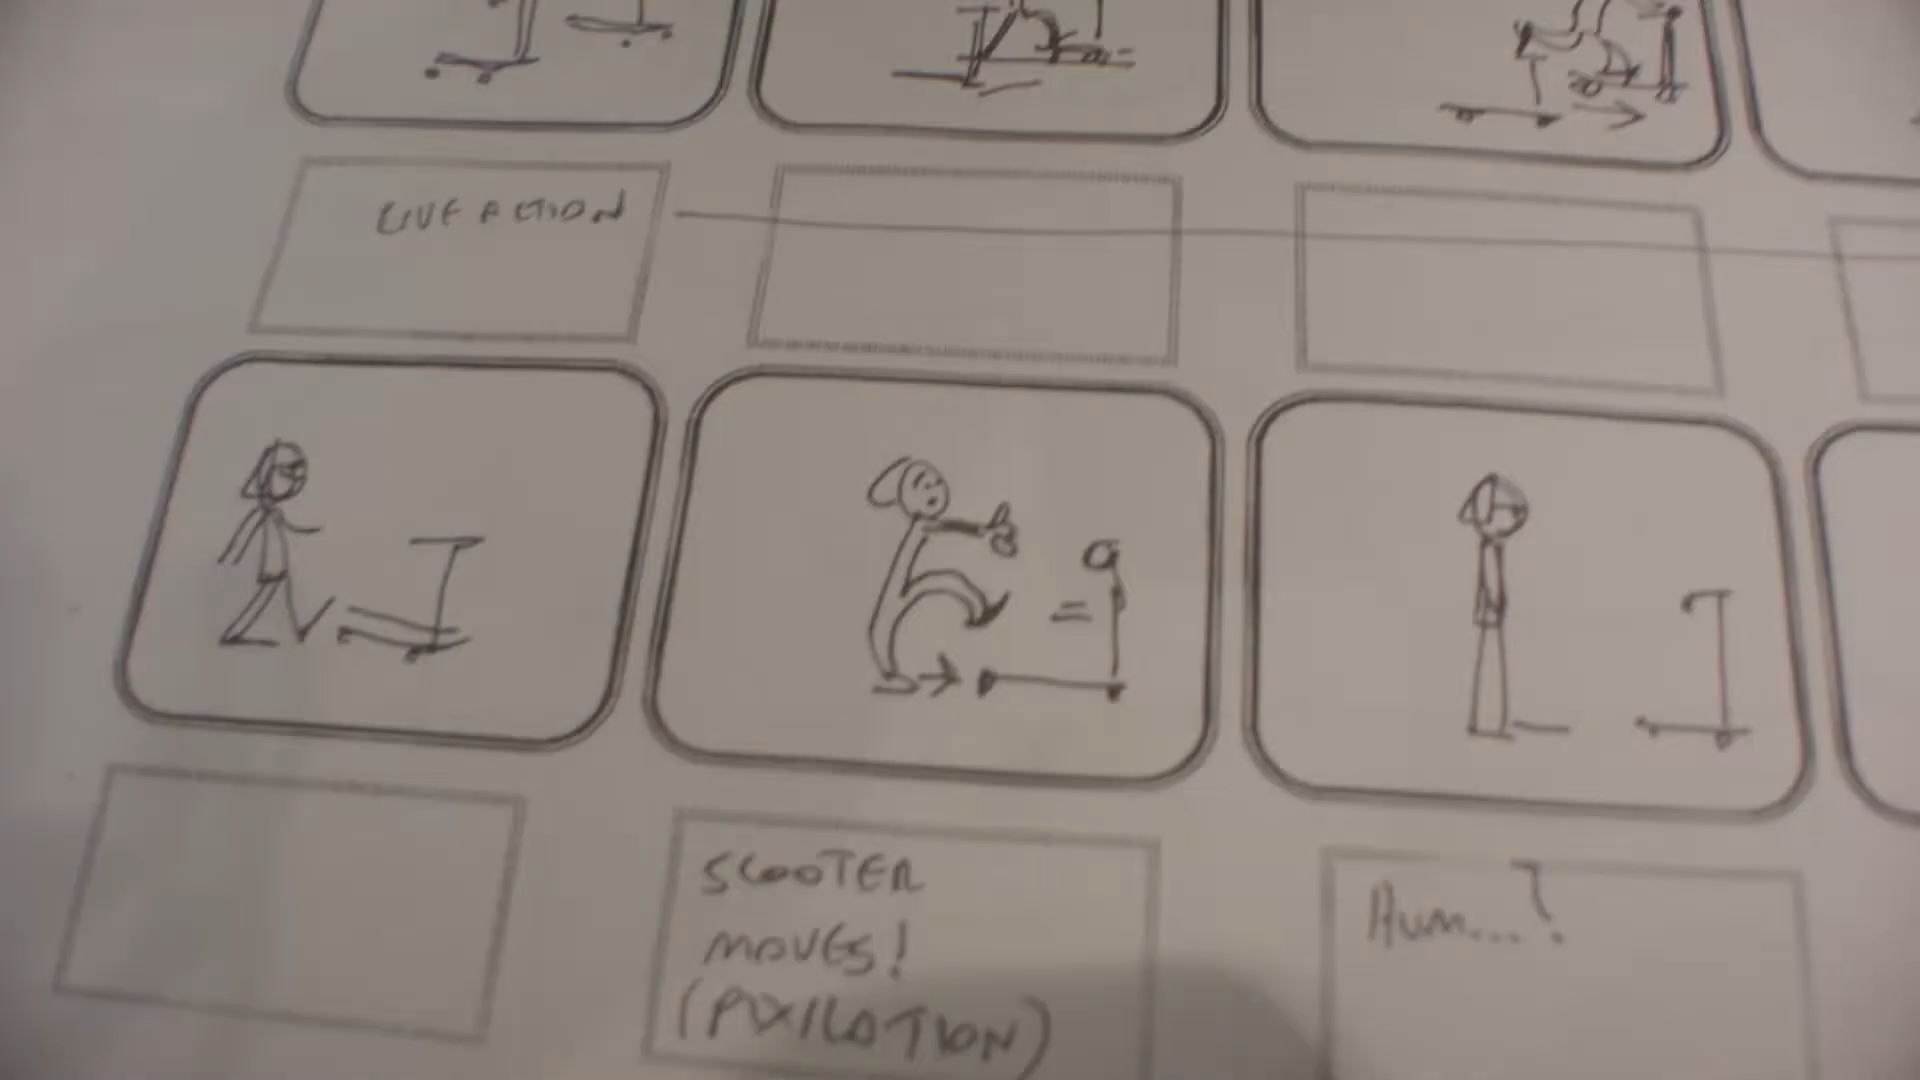 LIVE ACTION
SCOOTER
MOVES!
(PIXILATION)
Hum...?